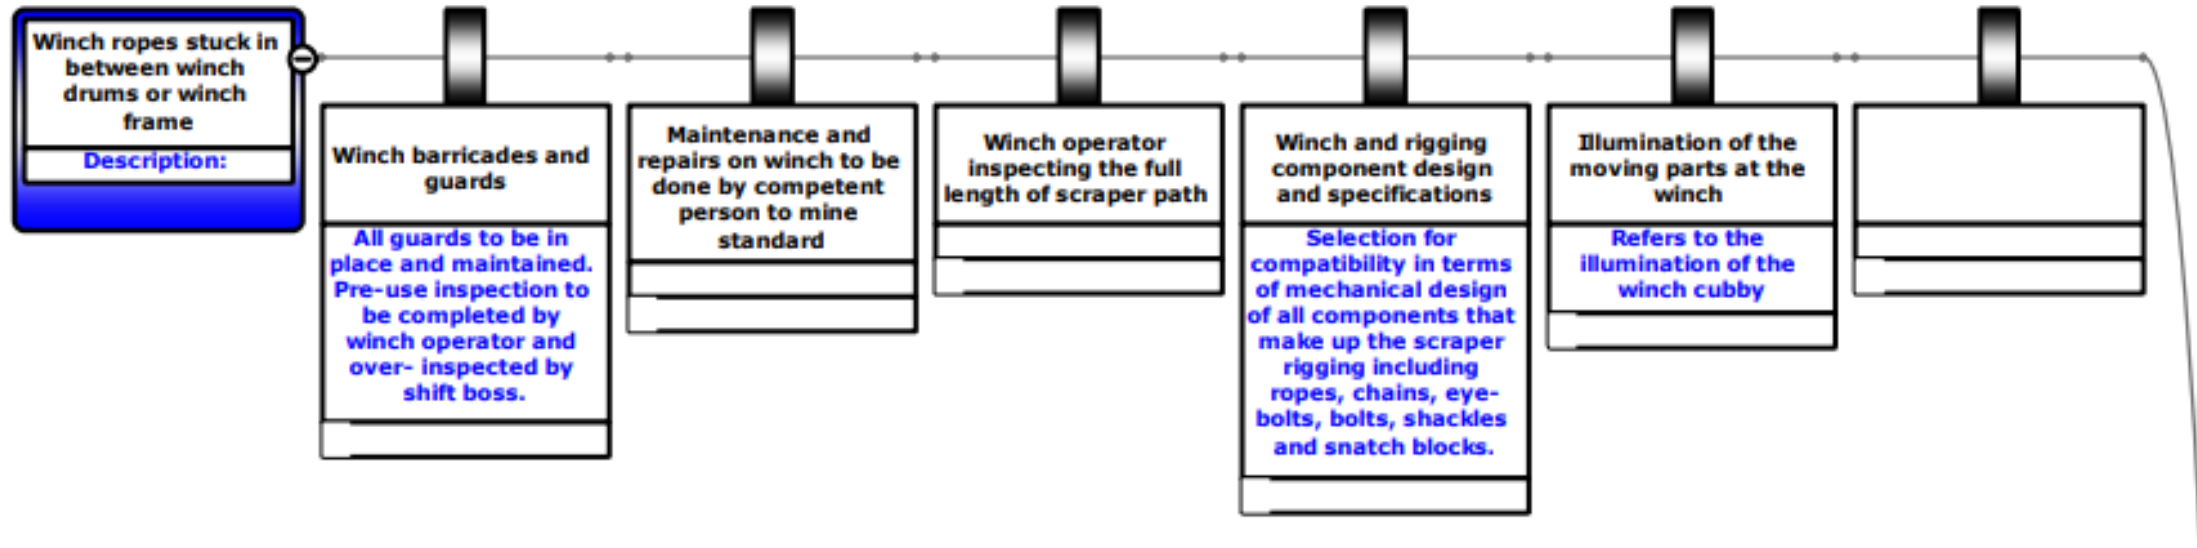 Winch ropes stuck in
between winch
drums or winch
frame
Description:
Winch barricades and
guards
All guards to be in
place and maintained.
Pre-use inspection to
be completed by
winch operator and
over- inspected by
shift boss.
Maintenance and
repairs on winch to be
done by competent
person to mine
standard
Winch operator
inspecting the full
length of scraper path
Winch and rigging
component design
and specifications
Selection for
compatibility in terms
of mechanical design
of all components that
make up the scraper
rigging including
ropes, chains, eye-
bolts, bolts, shackles
and snatch blocks.
Illumination of the
moving parts at the
winch
Refers to the
illumination of the
winch cubby